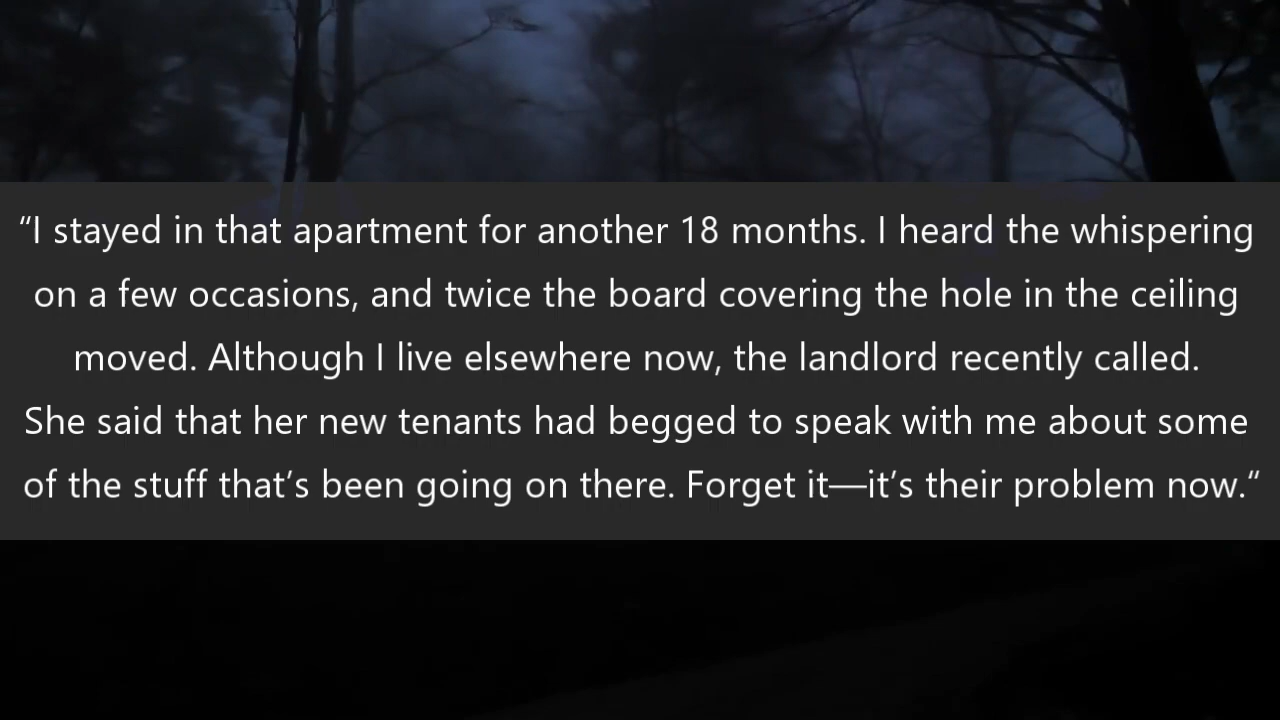 “I stayed in that apartment for another 18 months. I heard the whispering
on a few occasions, and twice the board covering the hole in the ceiling
moved. Although I live elsewhere now, the landlord recently called.
She said that her new tenants had begged to speak with me about some
of the stuff that’s been going on there. Forget it—it’s their problem now.“